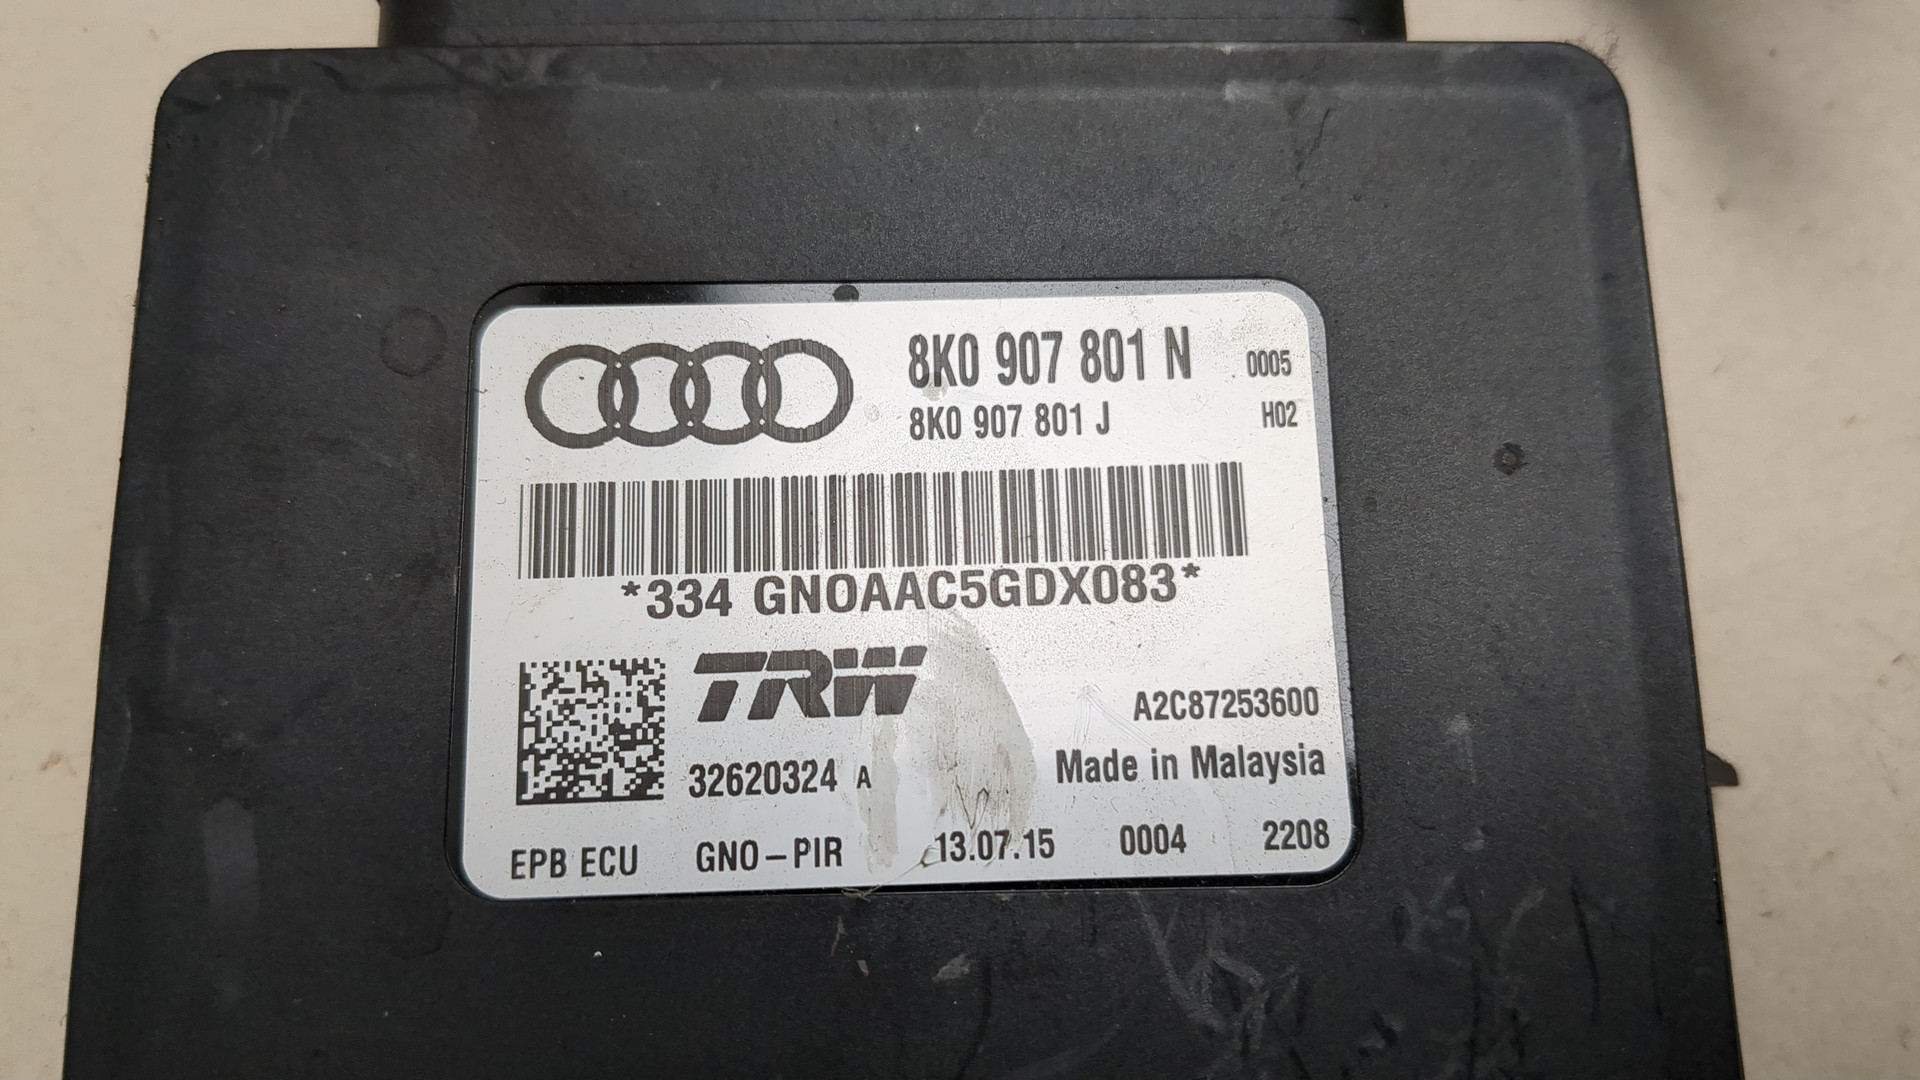 8K0 907 801 N 0005
8K0 907 801 J H02
*334 GNOAAC5GDX083*
TRW
A2C87253600
32620324 A Made in Malaysia
EPB ECU GNO-PIR 13.07.15 0004 2208